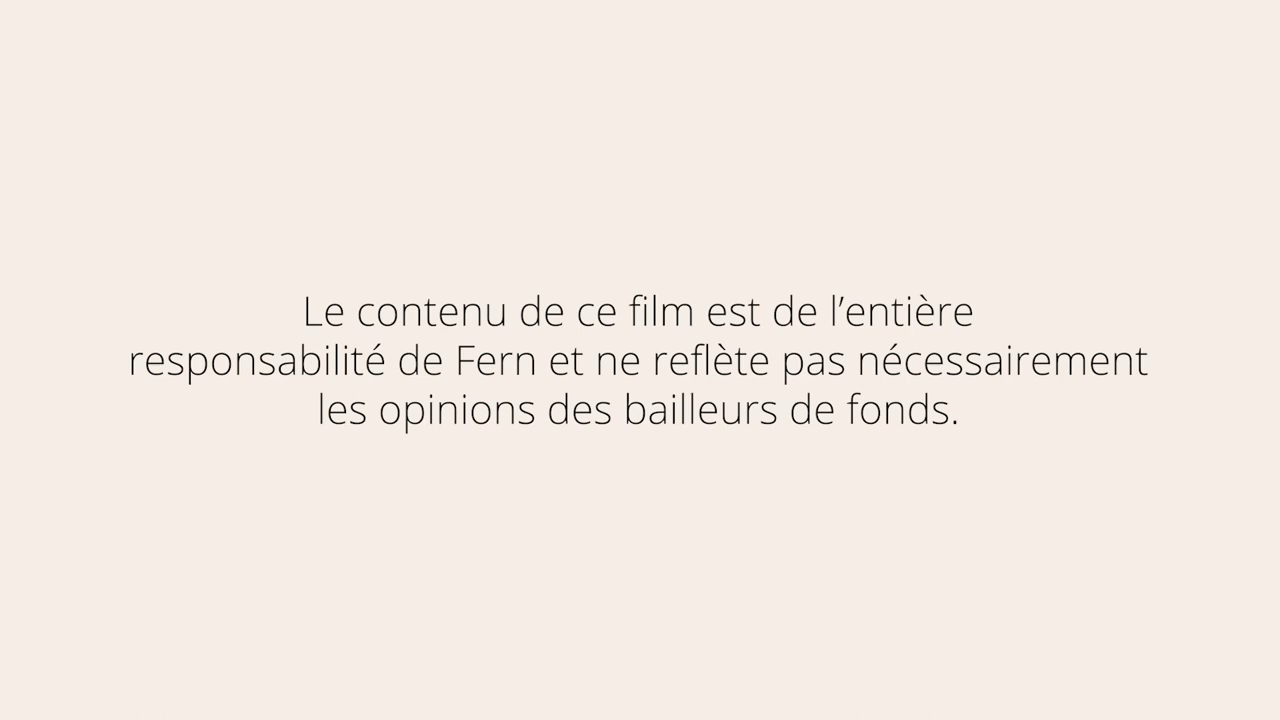 Le contenu de ce film est de l’entière
responsabilité de Fern et ne reflète pas nécessairement
les opinions des bailleurs de fonds.